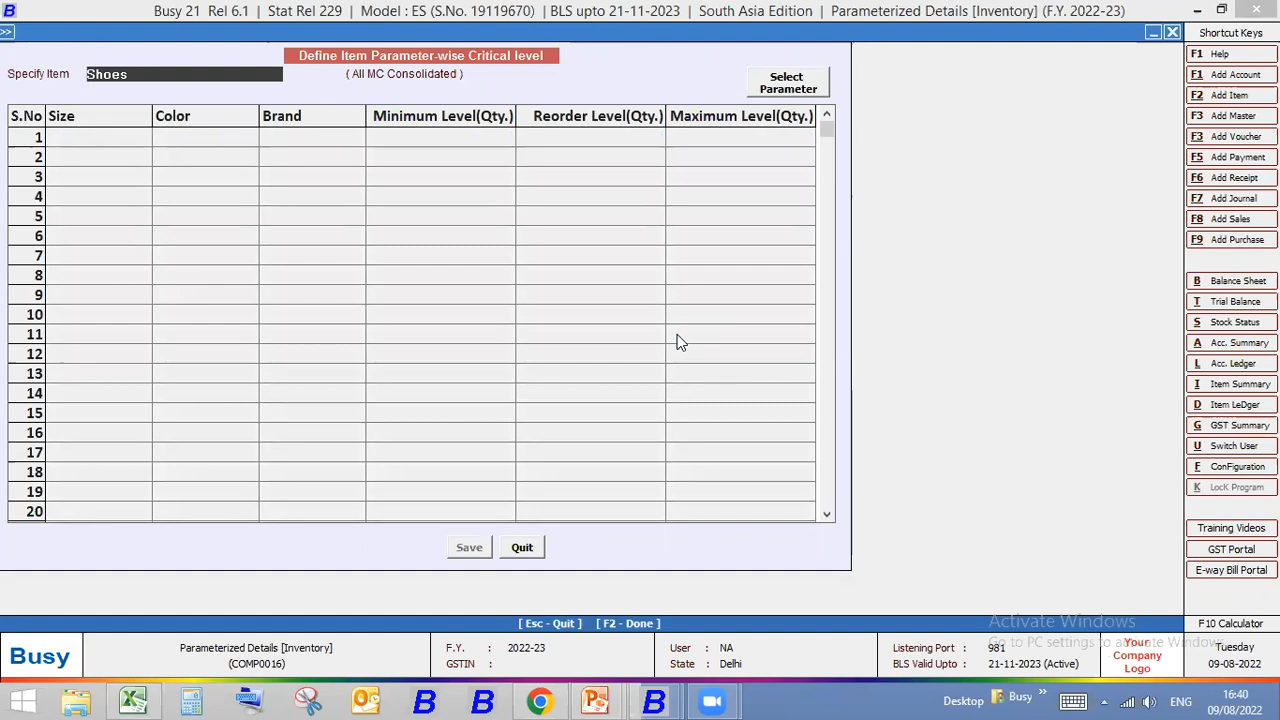 B Busy 21 Rel 6.1 | Stat Rel 229 | Model : ES (S.No. 19119670) | BLS upto 21-11-2023 | South Asia Edition | Parameterized Details [Inventory] (F.Y. 2022-23)
>>
Shortcut Keys
Define Item Parameter-wise Critical level
Specify Item Shoes ( All MC Consolidated )
Select
Parameter
S.No Size Color Brand Minimum Level(Qty.) Reorder Level(Qty.) Maximum Level(Qty.)
1
2
3
4
5
6
7
8
9
10
11
12
13
14
15
16
17
18
19
20
Save Quit
F1 Help
F1 Add Account
F2 Add Item
F3 Add Master
F3 Add Voucher
F5 Add Payment
F6 Add Receipt
F7 Add Journal
F8 Add Sales
F9 Add Purchase
B Balance Sheet
T Trial Balance
S Stock Status
A Acc. Summary
L Acc. Ledger
I Item Summary
D Item LeDger
G GST Summary
U Switch User
F ConFiguration
K LocK Program
Training Videos
GST Portal
E-way Bill Portal
F10 Calculator
[ Esc - Quit ] [ F2 - Done ]
Activate Windows
Go to PC settings to activate Windows.
Busy
Parameterized Details [Inventory]
(COMP0016)
F.Y. : 2022-23
GSTIN :
User : NA
State : Delhi
Listening Port : 981
BLS Valid Upto : 21-11-2023 (Active)
Your
Company
Logo
Tuesday
09-08-2022
B B B
Desktop Busy » ENG
16:40
09/08/2022